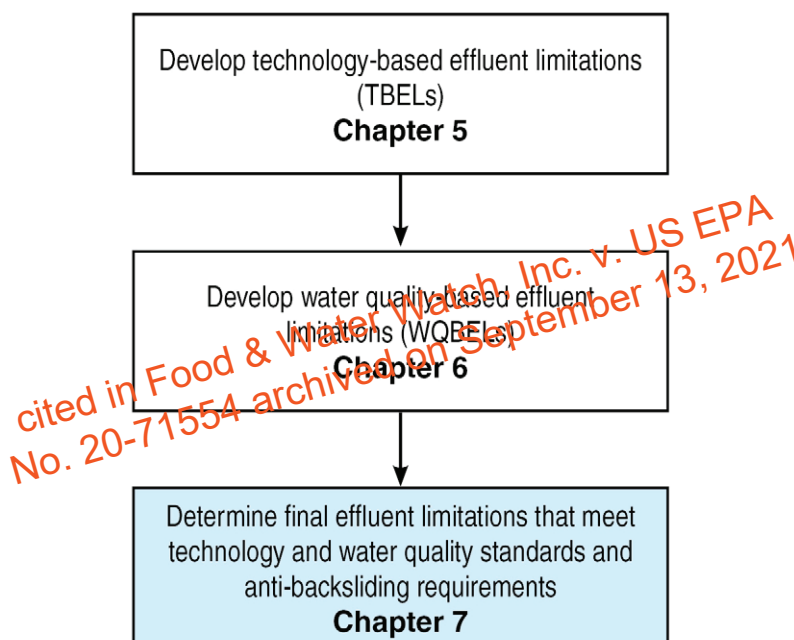 Develop technology-based effluent limitations
(TBELs)
Chapter 5
Develop water quality-based effluent
limitations (WQBELs)
Chapter 6
cited in Food & Water Watch, Inc. v. US EPA
No. 20-71554 archived on September 13, 2021
Determine final effluent limitations that meet
technology and water quality standards and
anti-backsliding requirements
Chapter 7